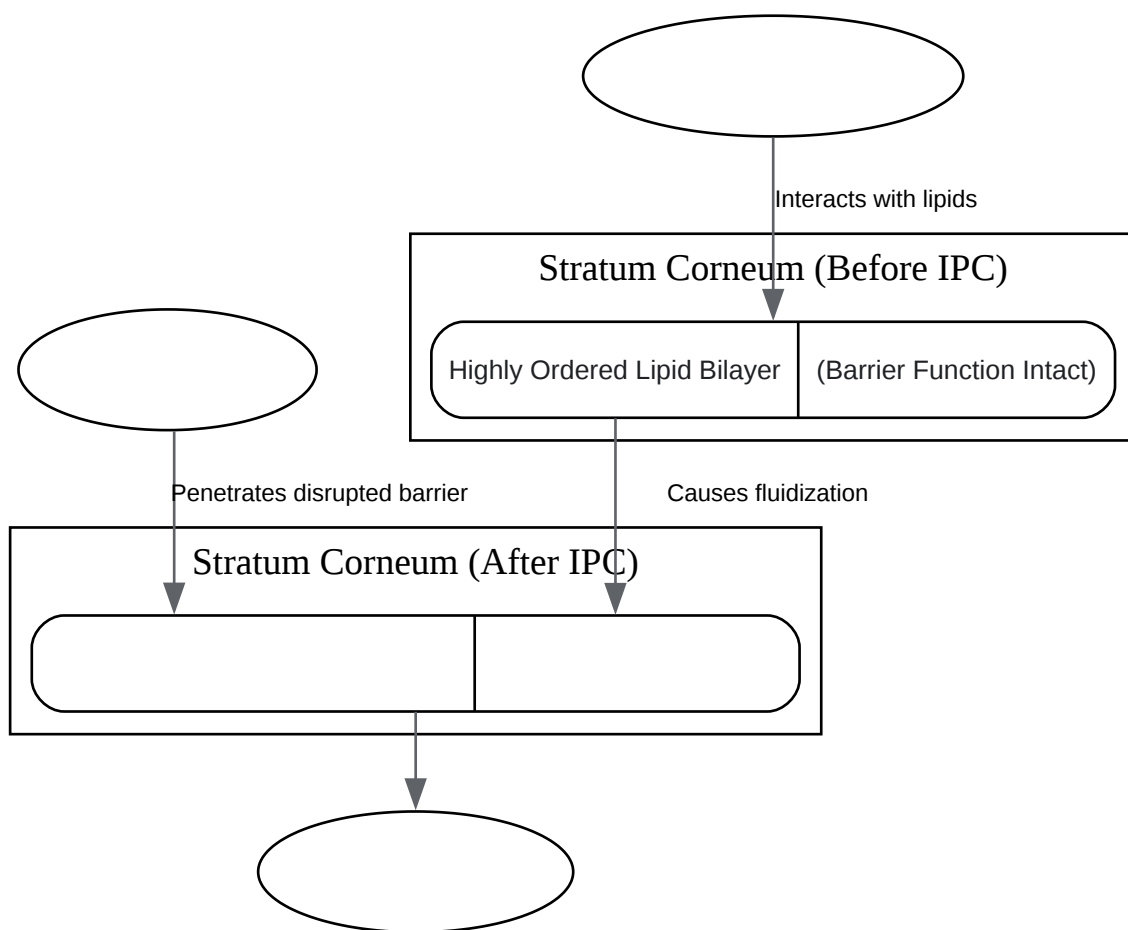 Interacts with lipids
Stratum Corneum (Before IPC)
Highly Ordered Lipid Bilayer
(Barrier Function Intact)
Penetrates disrupted barrier
Causes fluidization
Stratum Corneum (After IPC)